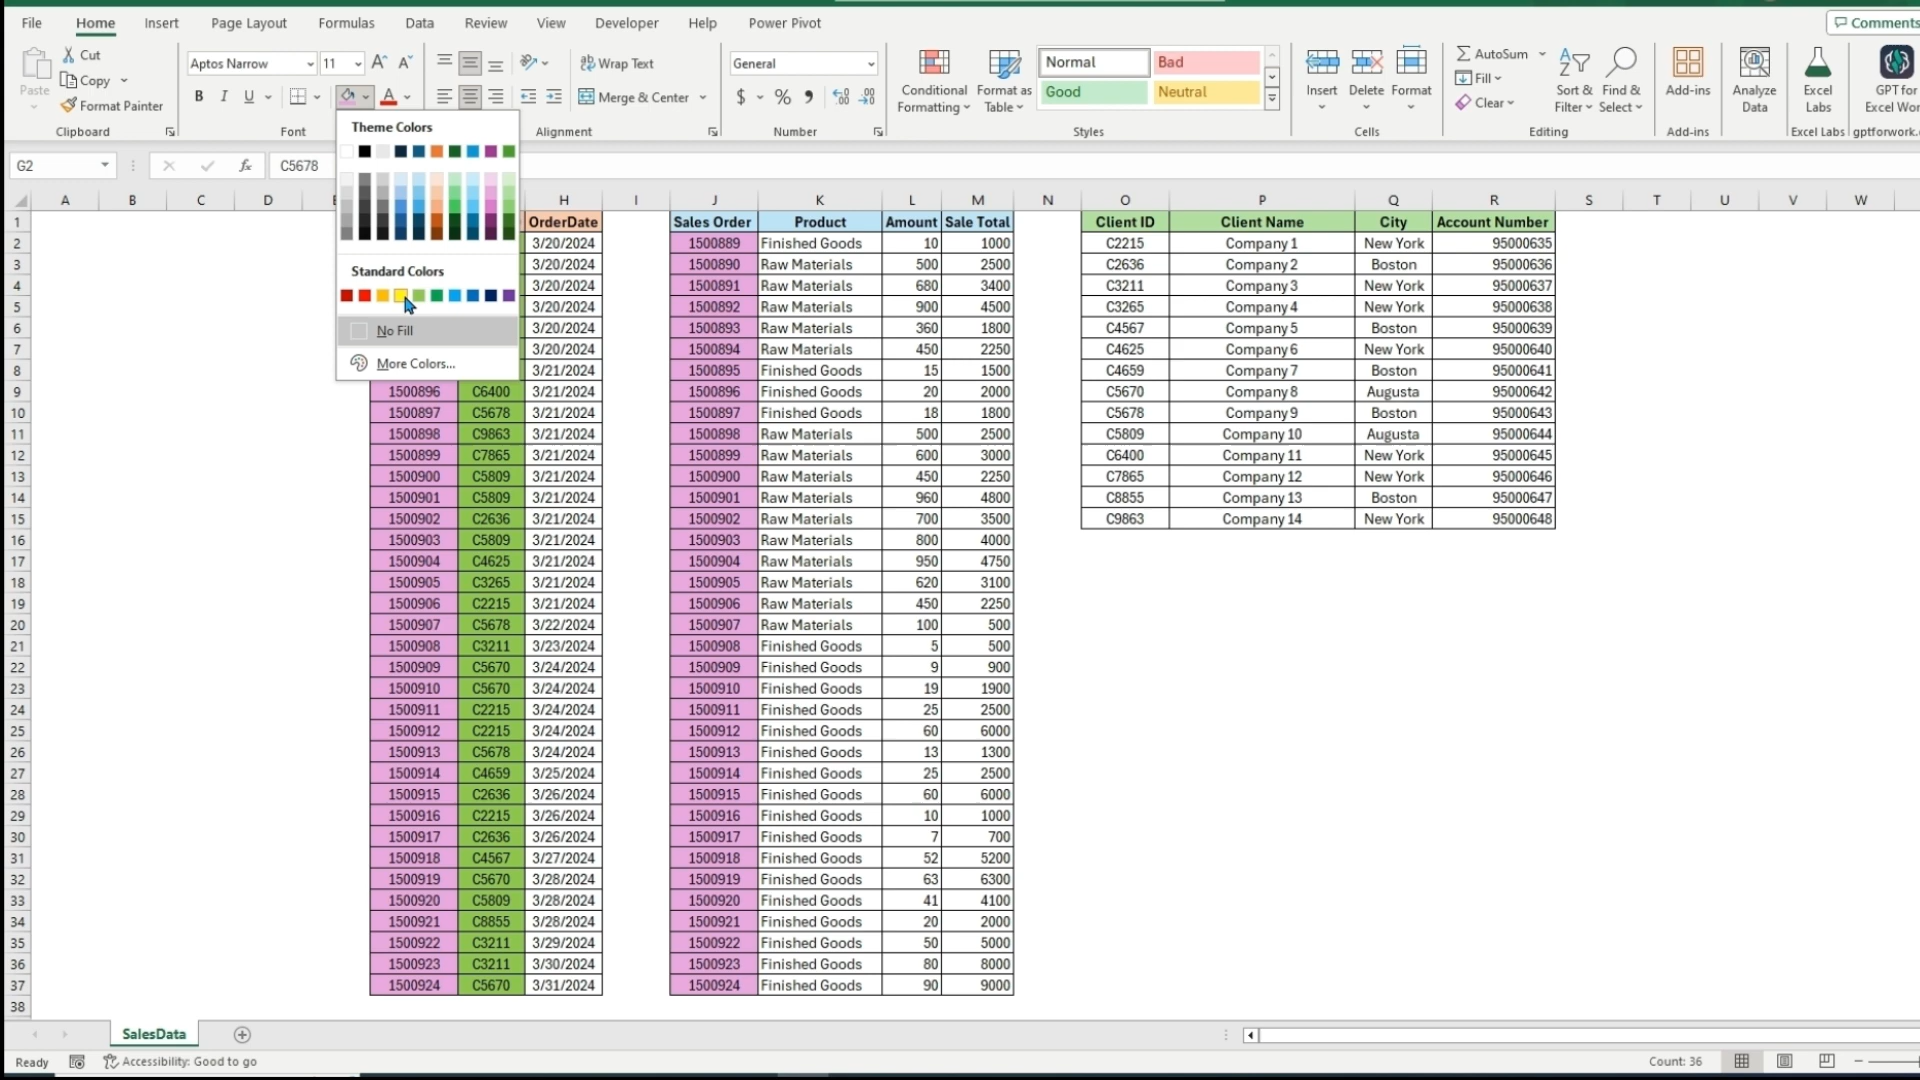 File Home Insert Page Layout Formulas Data Review View Developer Help Power Pivot Comments
Paste Cut Copy Format Painter Clipboard
Aptos Narrow 11 A A B I U A Font
Wrap Text Merge & Center Alignment
General $ % 9 .00 Number
Conditional Formatting Format as Table Normal Bad Good Neutral Styles
Insert Delete Format Cells
AutoSum Fill Clear Sort & Filter Find & Select Editing
Add-ins Add-ins
Analyze Data
Excel Labs Excel Labs
GPT for Excel Wor gptforwork.
G2 fx C5678
Theme Colors
Standard Colors
No Fill
More Colors...
A B C D E H I J K L M N O P Q R S T U V W
1 OrderDate Sales Order Product Amount Sale Total Client ID Client Name City Account Number
2 3/20/2024 1500889 Finished Goods 10 1000 C2215 Company 1 New York 95000635
3 3/20/2024 1500890 Raw Materials 500 2500 C2636 Company 2 Boston 95000636
4 3/20/2024 1500891 Raw Materials 680 3400 C3211 Company 3 New York 95000637
5 3/20/2024 1500892 Raw Materials 900 4500 C3265 Company 4 New York 95000638
6 3/20/2024 1500893 Raw Materials 360 1800 C4567 Company 5 Boston 95000639
7 3/20/2024 1500894 Raw Materials 450 2250 C4625 Company 6 New York 95000640
8 3/21/2024 1500895 Finished Goods 15 1500 C4659 Company 7 Boston 95000641
9 1500896 C6400 3/21/2024 1500896 Finished Goods 20 2000 C5670 Company 8 Augusta 95000642
10 1500897 C5678 3/21/2024 1500897 Finished Goods 18 1800 C5678 Company 9 Boston 95000643
11 1500898 C9863 3/21/2024 1500898 Raw Materials 500 2500 C5809 Company 10 Augusta 95000644
12 1500899 C7865 3/21/2024 1500899 Raw Materials 600 3000 C6400 Company 11 New York 95000645
13 1500900 C5809 3/21/2024 1500900 Raw Materials 450 2250 C7865 Company 12 New York 95000646
14 1500901 C5809 3/21/2024 1500901 Raw Materials 960 4800 C8855 Company 13 Boston 95000647
15 1500902 C2636 3/21/2024 1500902 Raw Materials 700 3500 C9863 Company 14 New York 95000648
16 1500903 C5809 3/21/2024 1500903 Raw Materials 800 4000
17 1500904 C4625 3/21/2024 1500904 Raw Materials 950 4750
18 1500905 C3265 3/21/2024 1500905 Raw Materials 620 3100
19 1500906 C2215 3/21/2024 1500906 Raw Materials 450 2250
20 1500907 C5678 3/22/2024 1500907 Raw Materials 100 500
21 1500908 C3211 3/23/2024 1500908 Finished Goods 5 500
22 1500909 C5670 3/24/2024 1500909 Finished Goods 9 900
23 1500910 C5670 3/24/2024 1500910 Finished Goods 19 1900
24 1500911 C2215 3/24/2024 1500911 Finished Goods 25 2500
25 1500912 C2215 3/24/2024 1500912 Finished Goods 60 6000
26 1500913 C5678 3/24/2024 1500913 Finished Goods 13 1300
27 1500914 C4659 3/25/2024 1500914 Finished Goods 25 2500
28 1500915 C2636 3/26/2024 1500915 Finished Goods 60 6000
29 1500916 C2215 3/26/2024 1500916 Finished Goods 10 1000
30 1500917 C2636 3/26/2024 1500917 Finished Goods 7 700
31 1500918 C4567 3/27/2024 1500918 Finished Goods 52 5200
32 1500919 C5670 3/28/2024 1500919 Finished Goods 63 6300
33 1500920 C5809 3/28/2024 1500920 Finished Goods 41 4100
34 1500921 C8855 3/28/2024 1500921 Finished Goods 20 2000
35 1500922 C3211 3/29/2024 1500922 Finished Goods 50 5000
36 1500923 C3211 3/30/2024 1500923 Finished Goods 80 8000
37 1500924 C5670 3/31/2024 1500924 Finished Goods 90 9000
38
SalesData
Ready Accessibility: Good to go Count: 36